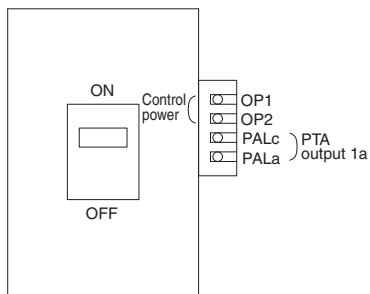 ON
OFF
Control
power
OP1
OP2
PALc
PALa
PTA
output 1a